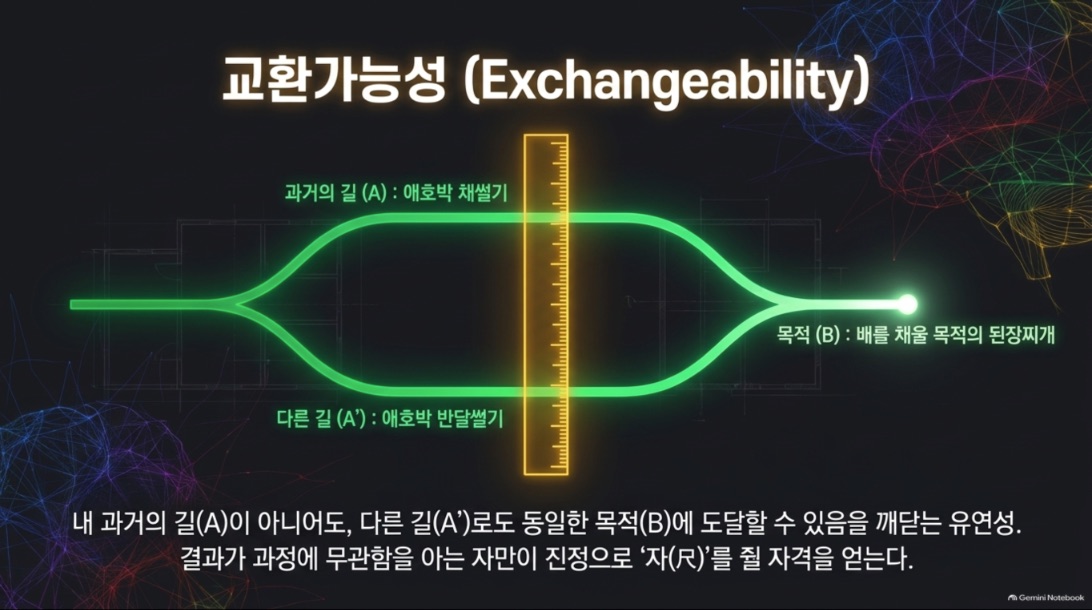 교환가능성 (Exchangeability)
과거의 길 (A) : 애호박 채썰기
목적 (B) : 배를 채울 목적의 된장찌개
다른 길 (A') : 애호박 반달썰기
내 과거의 길(A)이 아니어도, 다른 길(A')로도 동일한 목적(B)에 도달할 수 있음을 깨닫는 유연성.
결과가 과정에 무관함을 아는 자만이 진정으로 '자(尺)'를 쥘 자격을 얻는다.
Gemini Notebook